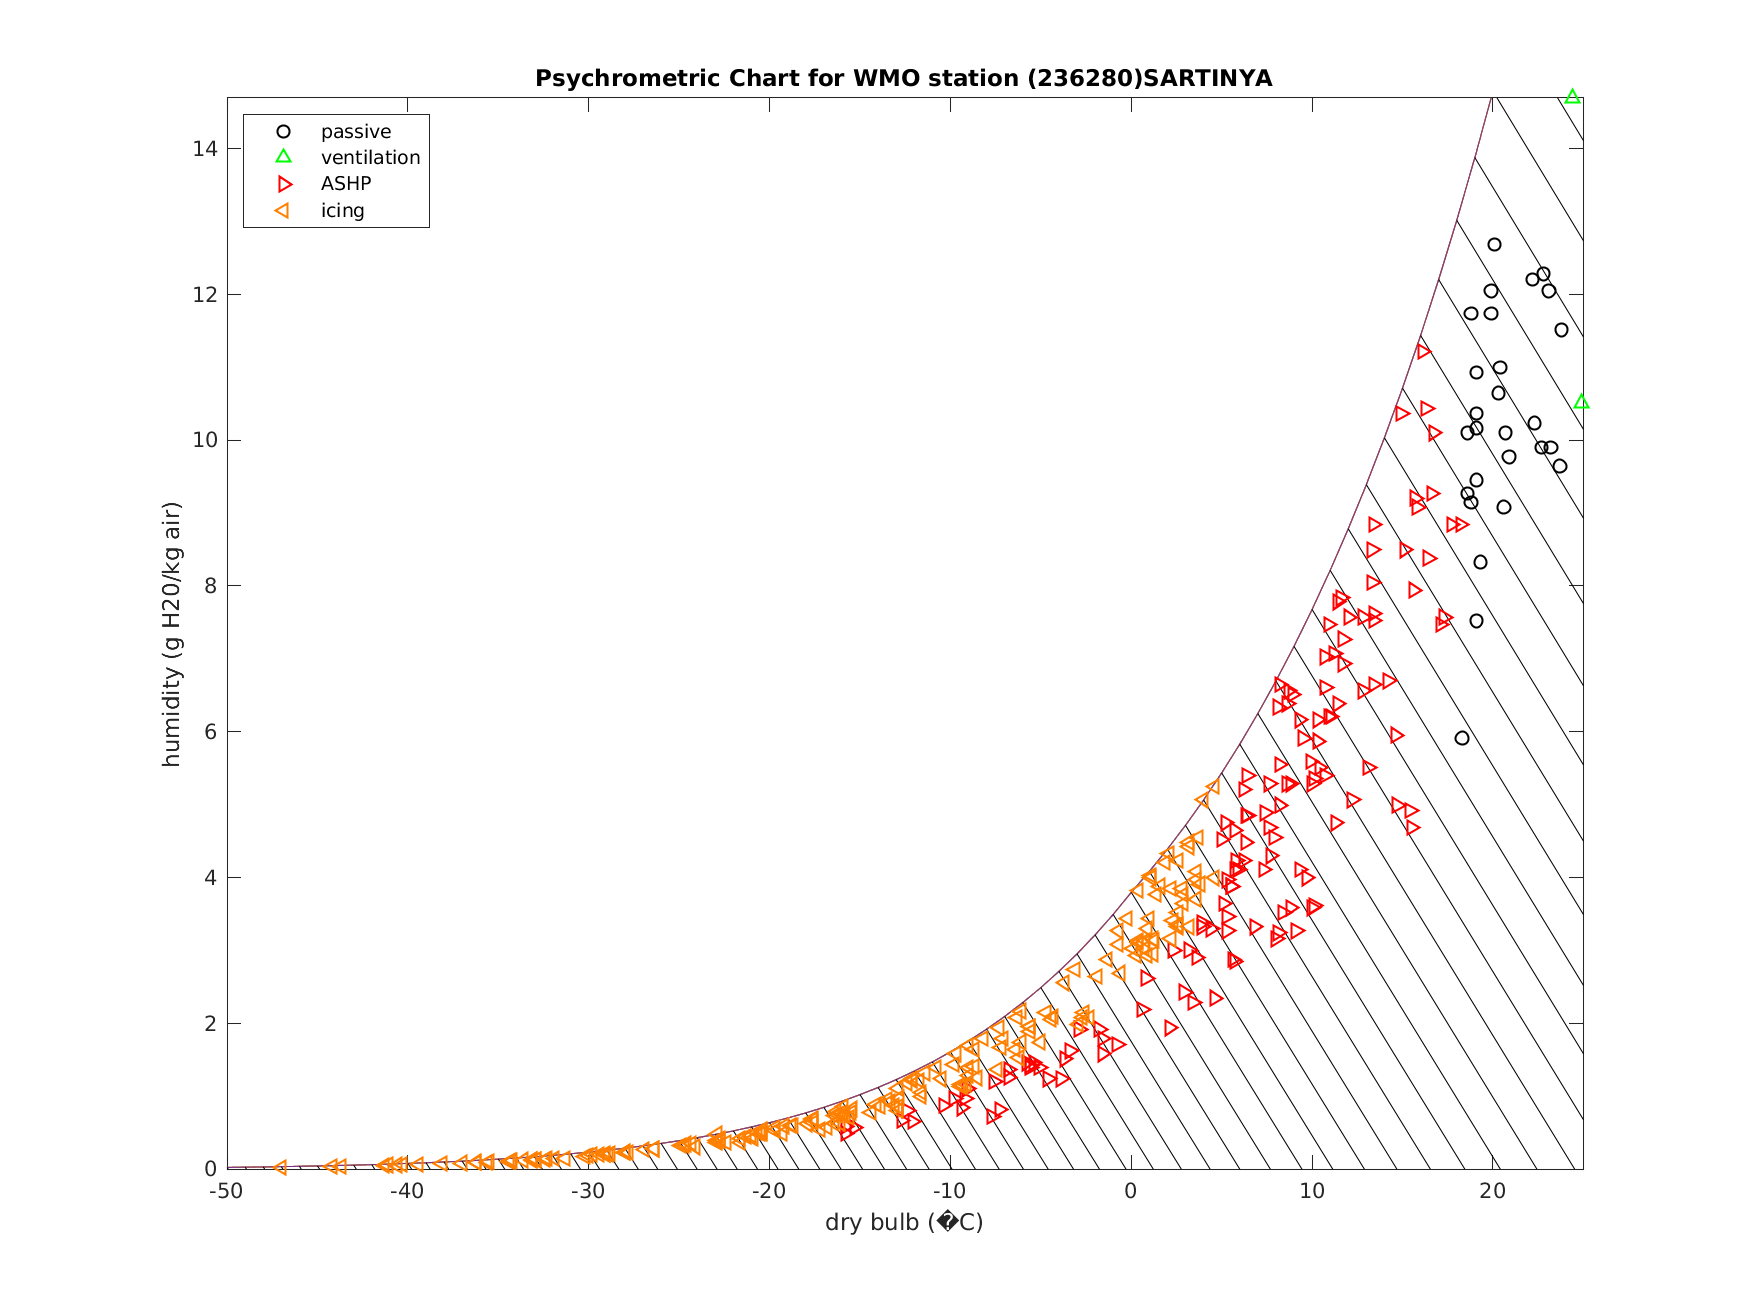 Psychrometric Chart for WMO station (236280)SARTINYA
passive
ventilation
ASHP
icing
humidity (g H20/kg air)
14
12
10
8
6
4
2
0
-50 -40 -30 -20 -10 0 10 20
dry bulb (�C)